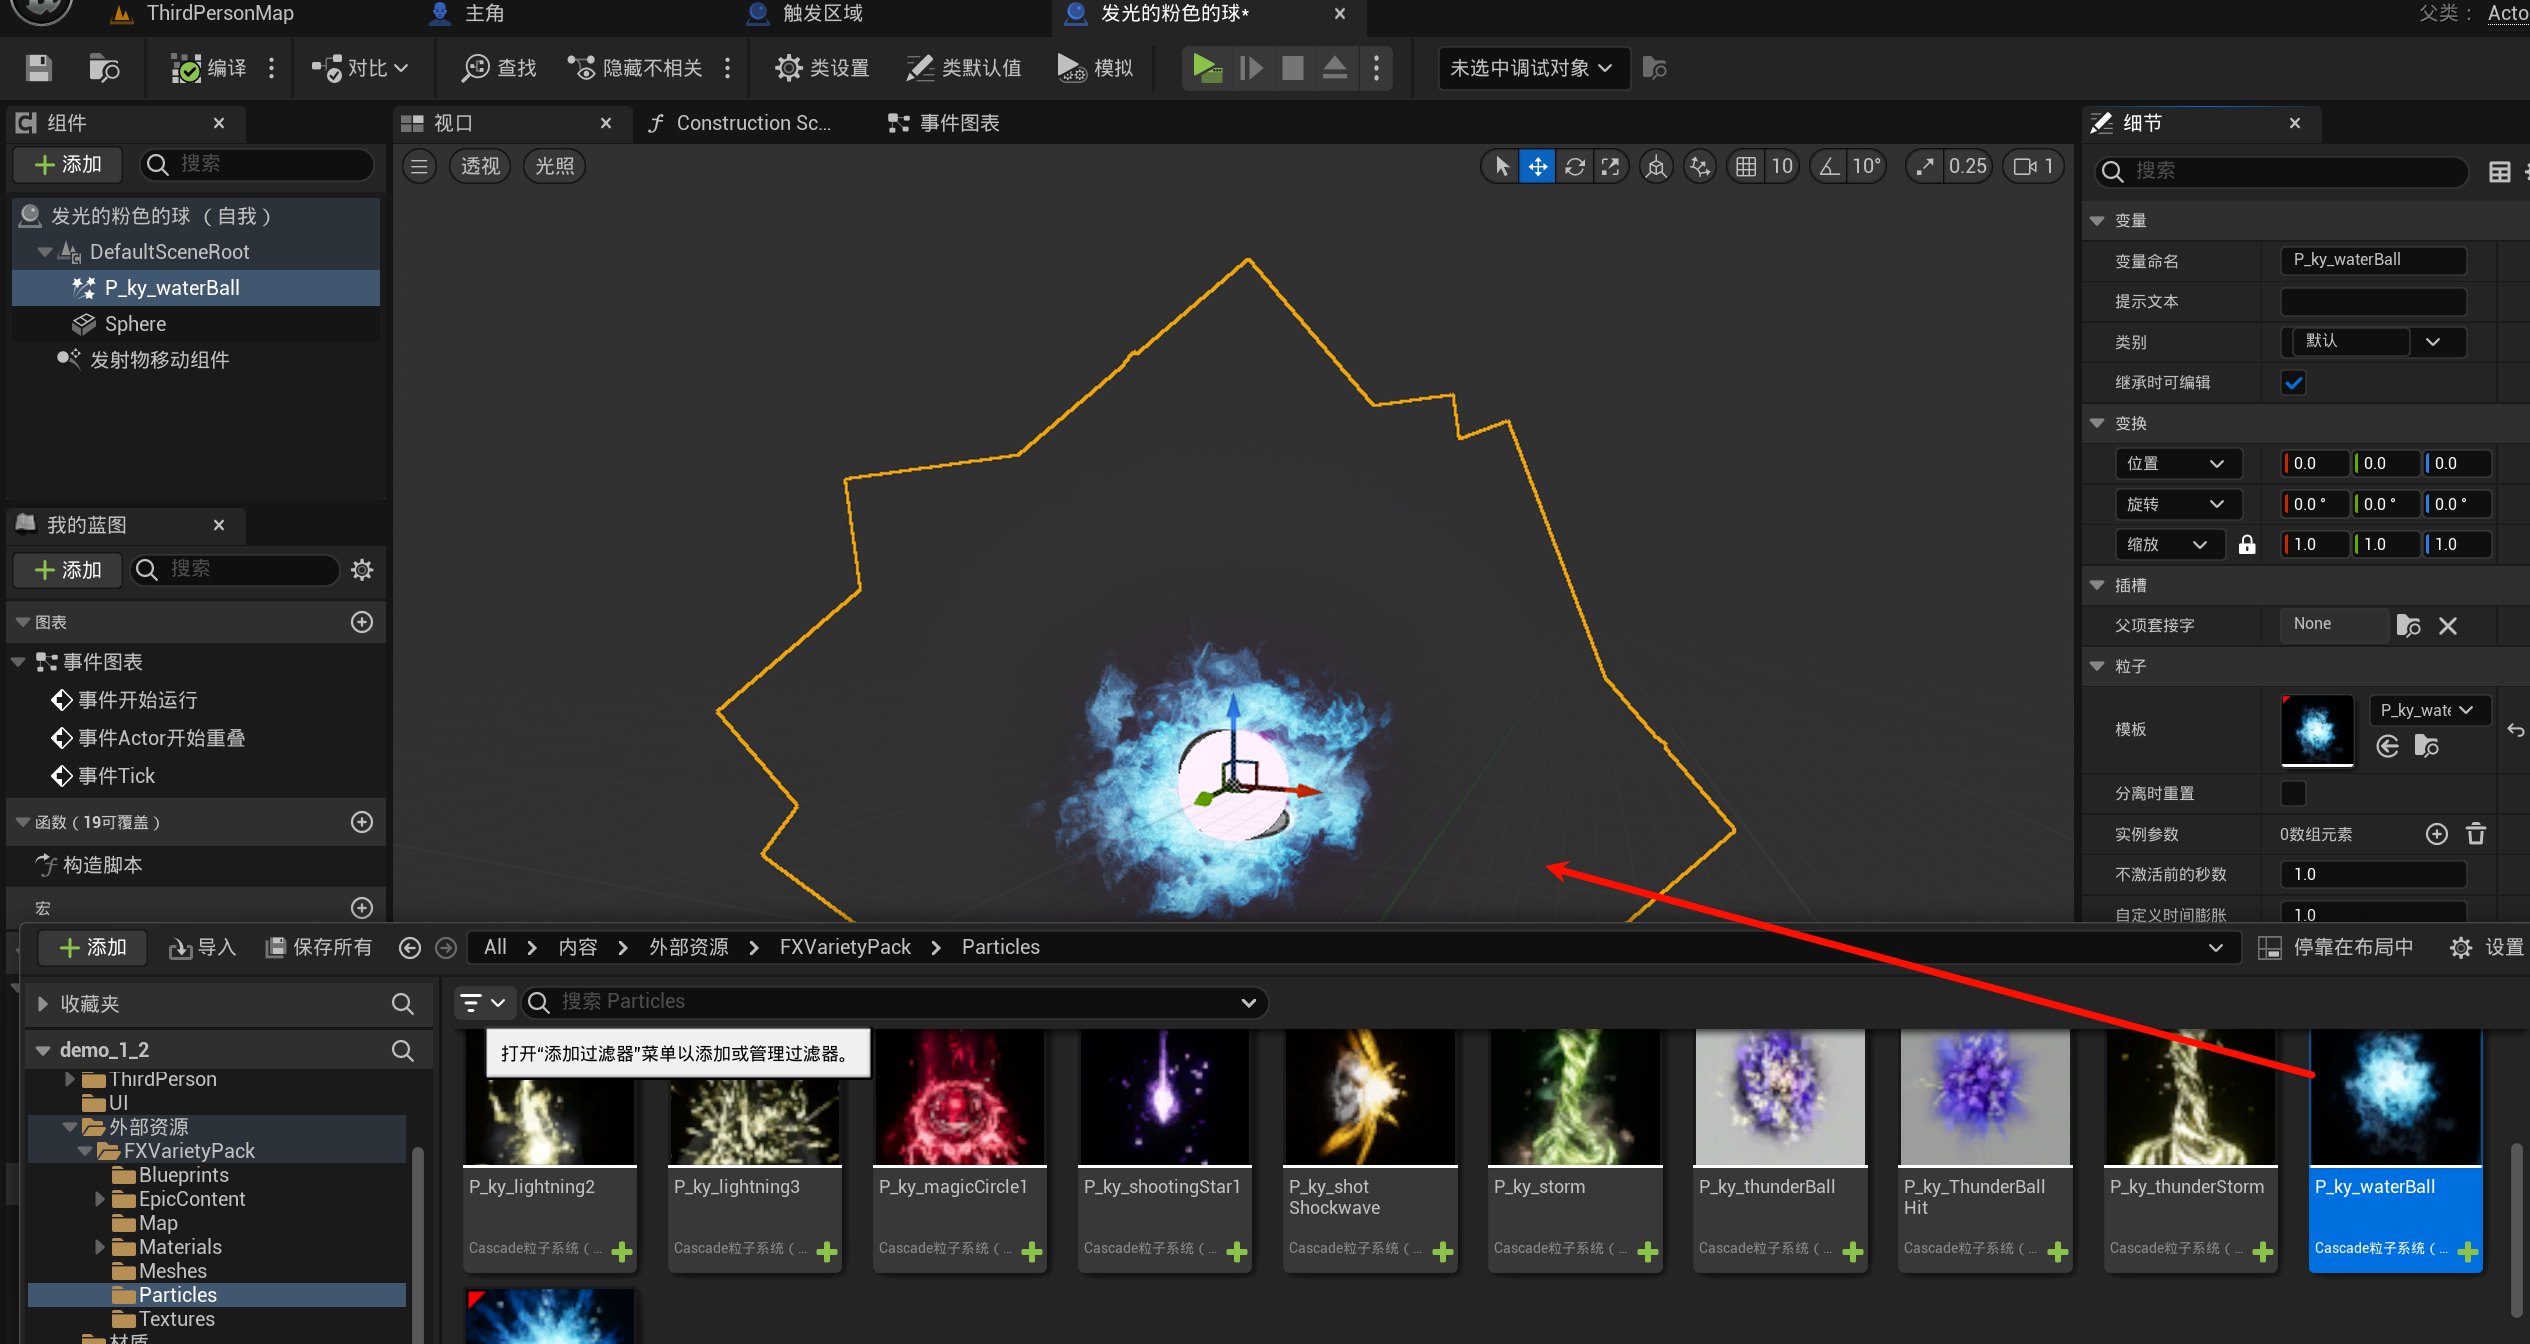 ThirdPersonMap
主角
触发区域
发光的粉色的球*
父类：
Acto
编译
对比
查找
隐藏不相关
类设置
类默认值
模拟
未选中调试对象
组件
添加
搜索
发光的粉色的球 （自我）
DefaultSceneRoot
P_ky_waterBall
Sphere
发射物移动组件
我的蓝图
添加
搜索
图表
事件图表
事件开始运行
事件Actor开始重叠
事件Tick
函数（19可覆盖）
构造脚本
宏
视口
Construction Sc...
事件图表
透视
光照
10
10°
0.25
1
细节
搜索
变量
变量命名
P_ky_waterBall
提示文本
类别
默认
继承时可编辑
变换
位置
0.0
0.0
0.0
旋转
0.0 °
0.0 °
0.0 °
缩放
1.0
1.0
1.0
插槽
父项套接字
None
粒子
模板
P_ky_wate
分离时重置
实例参数
0数组元素
不激活前的秒数
1.0
自定义时间膨胀
1.0
添加
导入
保存所有
All
内容
外部资源
FXVarietyPack
Particles
停靠在布局中
设置
收藏夹
demo_1_2
ThirdPerson
UI
外部资源
FXVarietyPack
Blueprints
EpicContent
Map
Materials
Meshes
Particles
Textures
材质
搜索 Particles
打开“添加过滤器”菜单以添加或管理过滤器。
P_ky_lightning2
Cascade粒子系统（...
P_ky_lightning3
Cascade粒子系统（...
P_ky_magicCircle1
Cascade粒子系统（...
P_ky_shootingStar1
Cascade粒子系统（...
P_ky_shot
Shockwave
Cascade粒子系统（...
P_ky_storm
Cascade粒子系统（...
P_ky_thunderBall
Cascade粒子系统（...
P_ky_ThunderBall
Hit
Cascade粒子系统（...
P_ky_thunderStorm
Cascade粒子系统（...
P_ky_waterBall
Cascade粒子系统（...